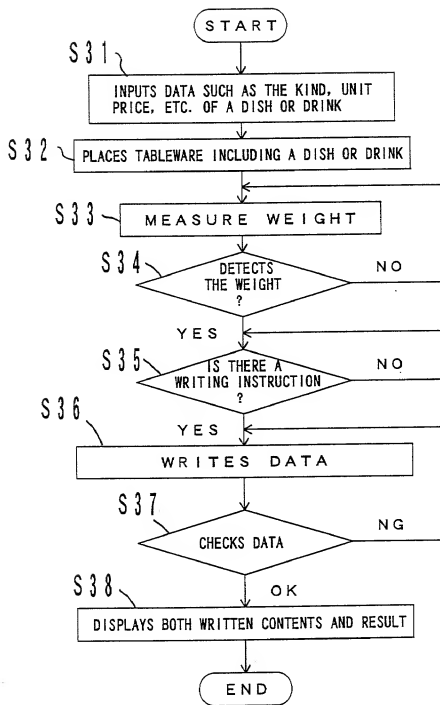 START
S31
INPUTS DATA SUCH AS THE KIND, UNIT
PRICE, ETC. OF A DISH OR DRINK
S32
PLACES TABLEWARE INCLUDING A DISH OR DRINK
S33
MEASURE WEIGHT
S34
DETECTS
THE WEIGHT
?
NO
YES
S35
IS THERE A
WRITING INSTRUCTION
?
NO
YES
S36
WRITES DATA
S37
CHECKS DATA
NG
OK
S38
DISPLAYS BOTH WRITTEN CONTENTS AND RESULT
END